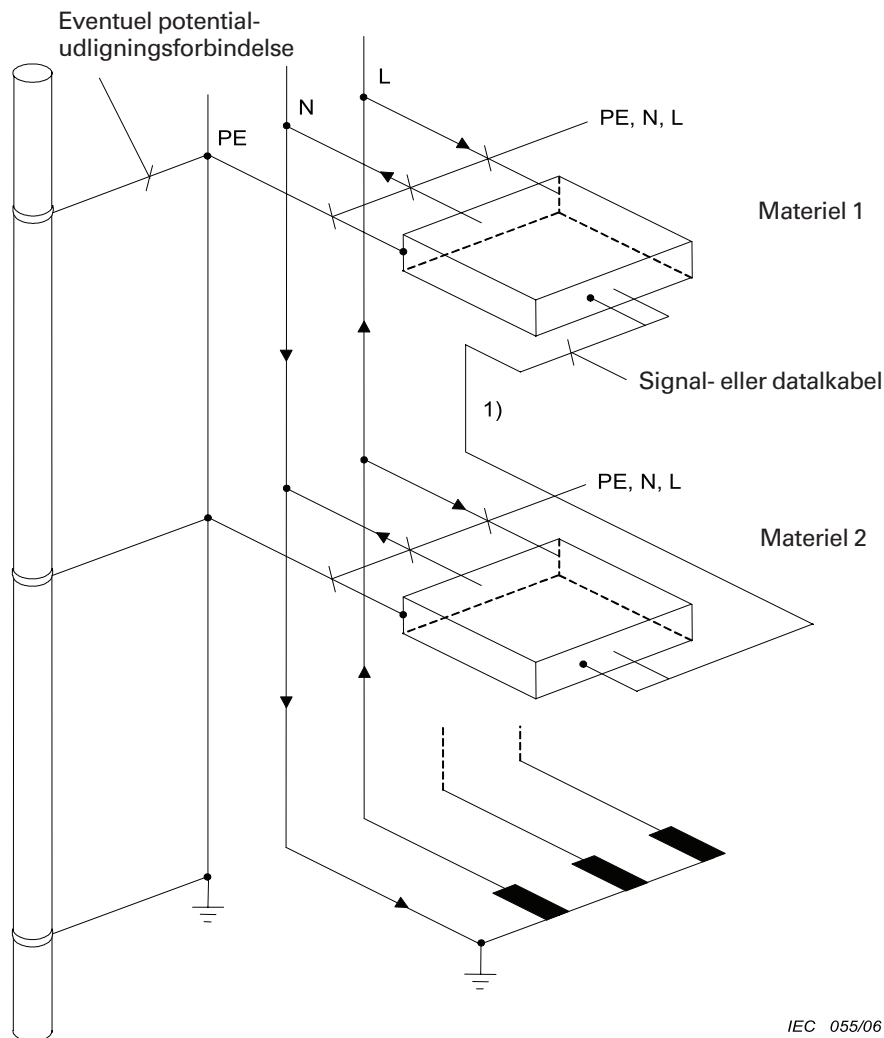 Eventuel potential-
udligningsforbindelse
L
N
PE, N, L
PE
Materiel 1
Signal- eller datalkabel
1)
PE, N, L
Materiel 2
IEC 055/06